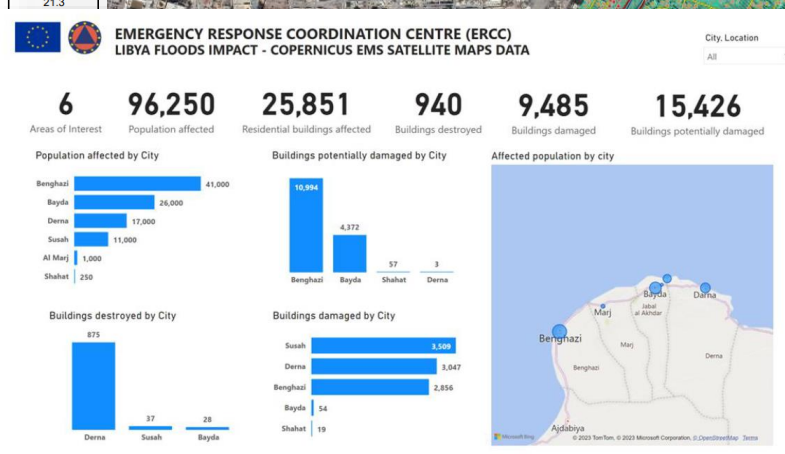 21.3
EMERGENCY RESPONSE COORDINATION CENTRE (ERCC)
LIBYA FLOODS IMPACT - COPERNICUS EMS SATELLITE MAPS DATA
City, Location
All
6
Areas of Interest
96,250
Population affected
25,851
Residential buildings affected
940
Buildings destroyed
9,485
Buildings damaged
15,426
Buildings potentially damaged
Population affected by City
Benghazi 41,000
Bayda 26,000
Derna 17,000
Susah 11,000
Al Marj 1,000
Shahat 250
Buildings potentially damaged by City
10,994
4,372
57
3
Benghazi Bayda Shahat Derna
Affected population by city
Bayda
Darna
Marj
Jabal
al Akhdar
Benghazi
Marj
Derna
Benghazi
Ajdabiya
Microsoft Bing
© 2023 TomTom, © 2023 Microsoft Corporation, © OpenStreetMap Terms
Buildings destroyed by City
875
37
28
Derna Susah Bayda
Buildings damaged by City
Susah 3,509
Derna 3,047
Benghazi 2,856
Bayda 54
Shahat 19